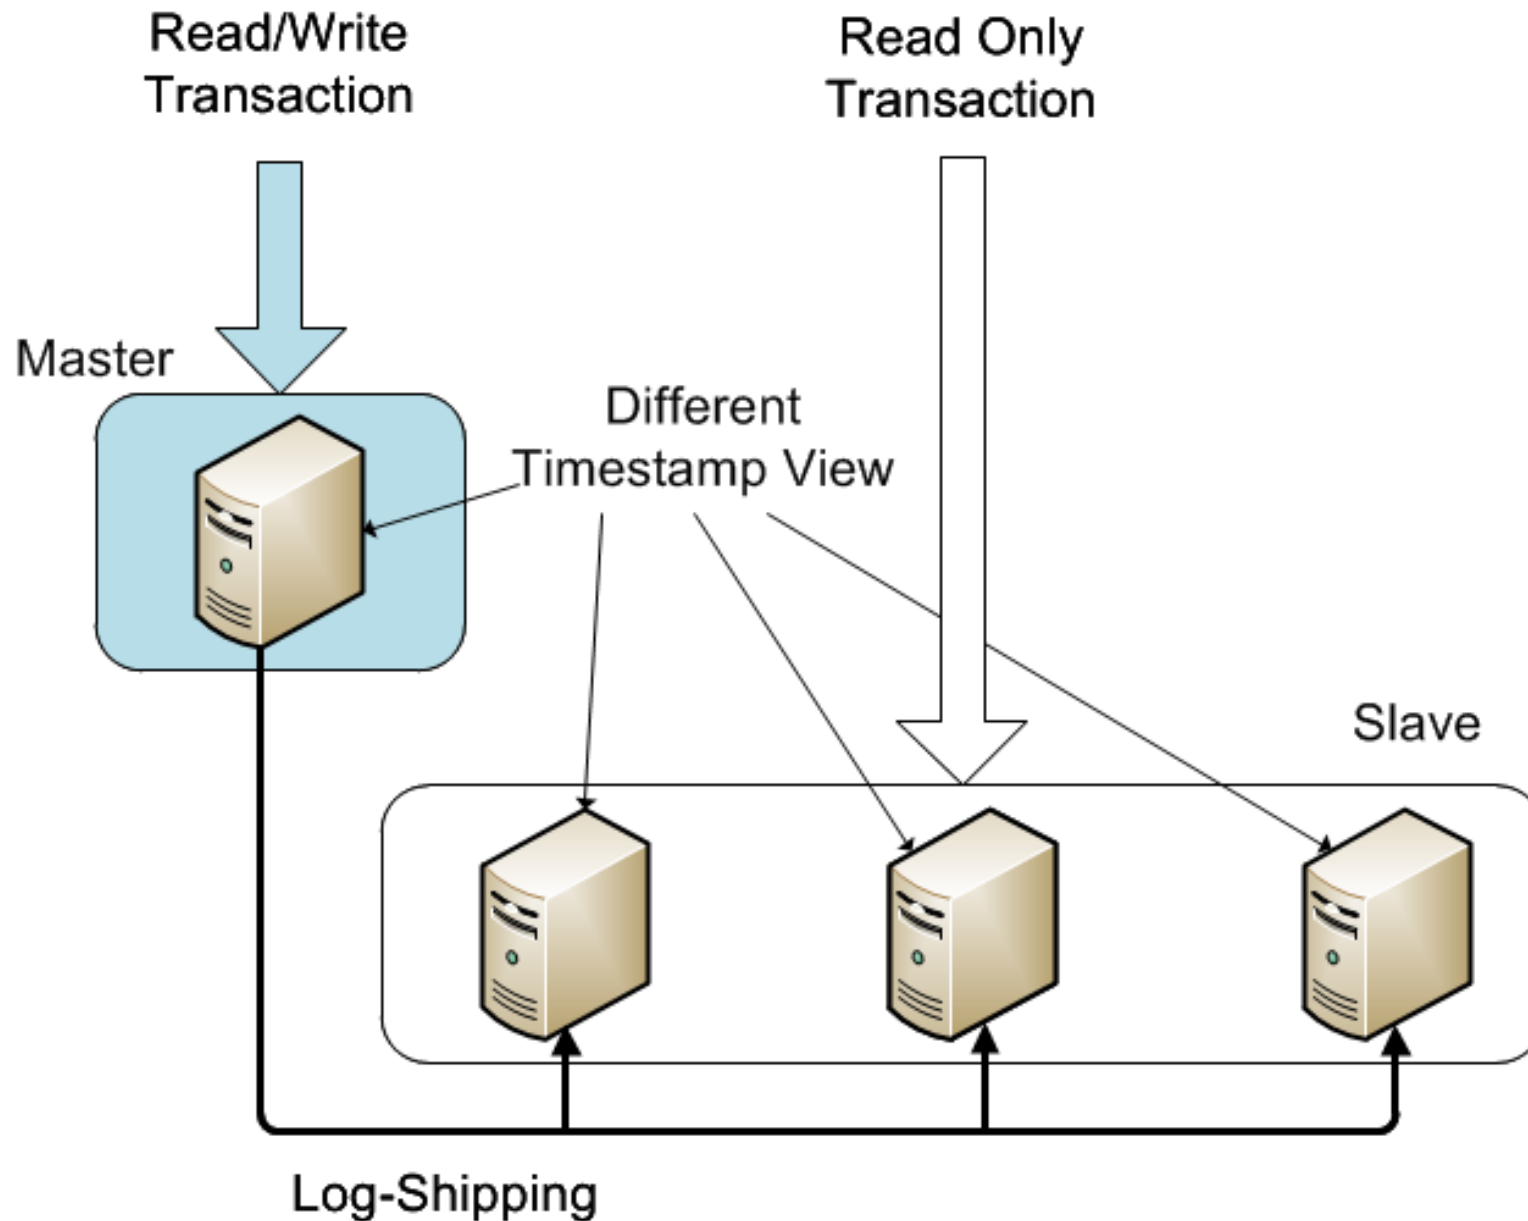 Read/Write
Transaction
Read Only
Transaction
Master
Different
Timestamp View
Slave
Log-Shipping